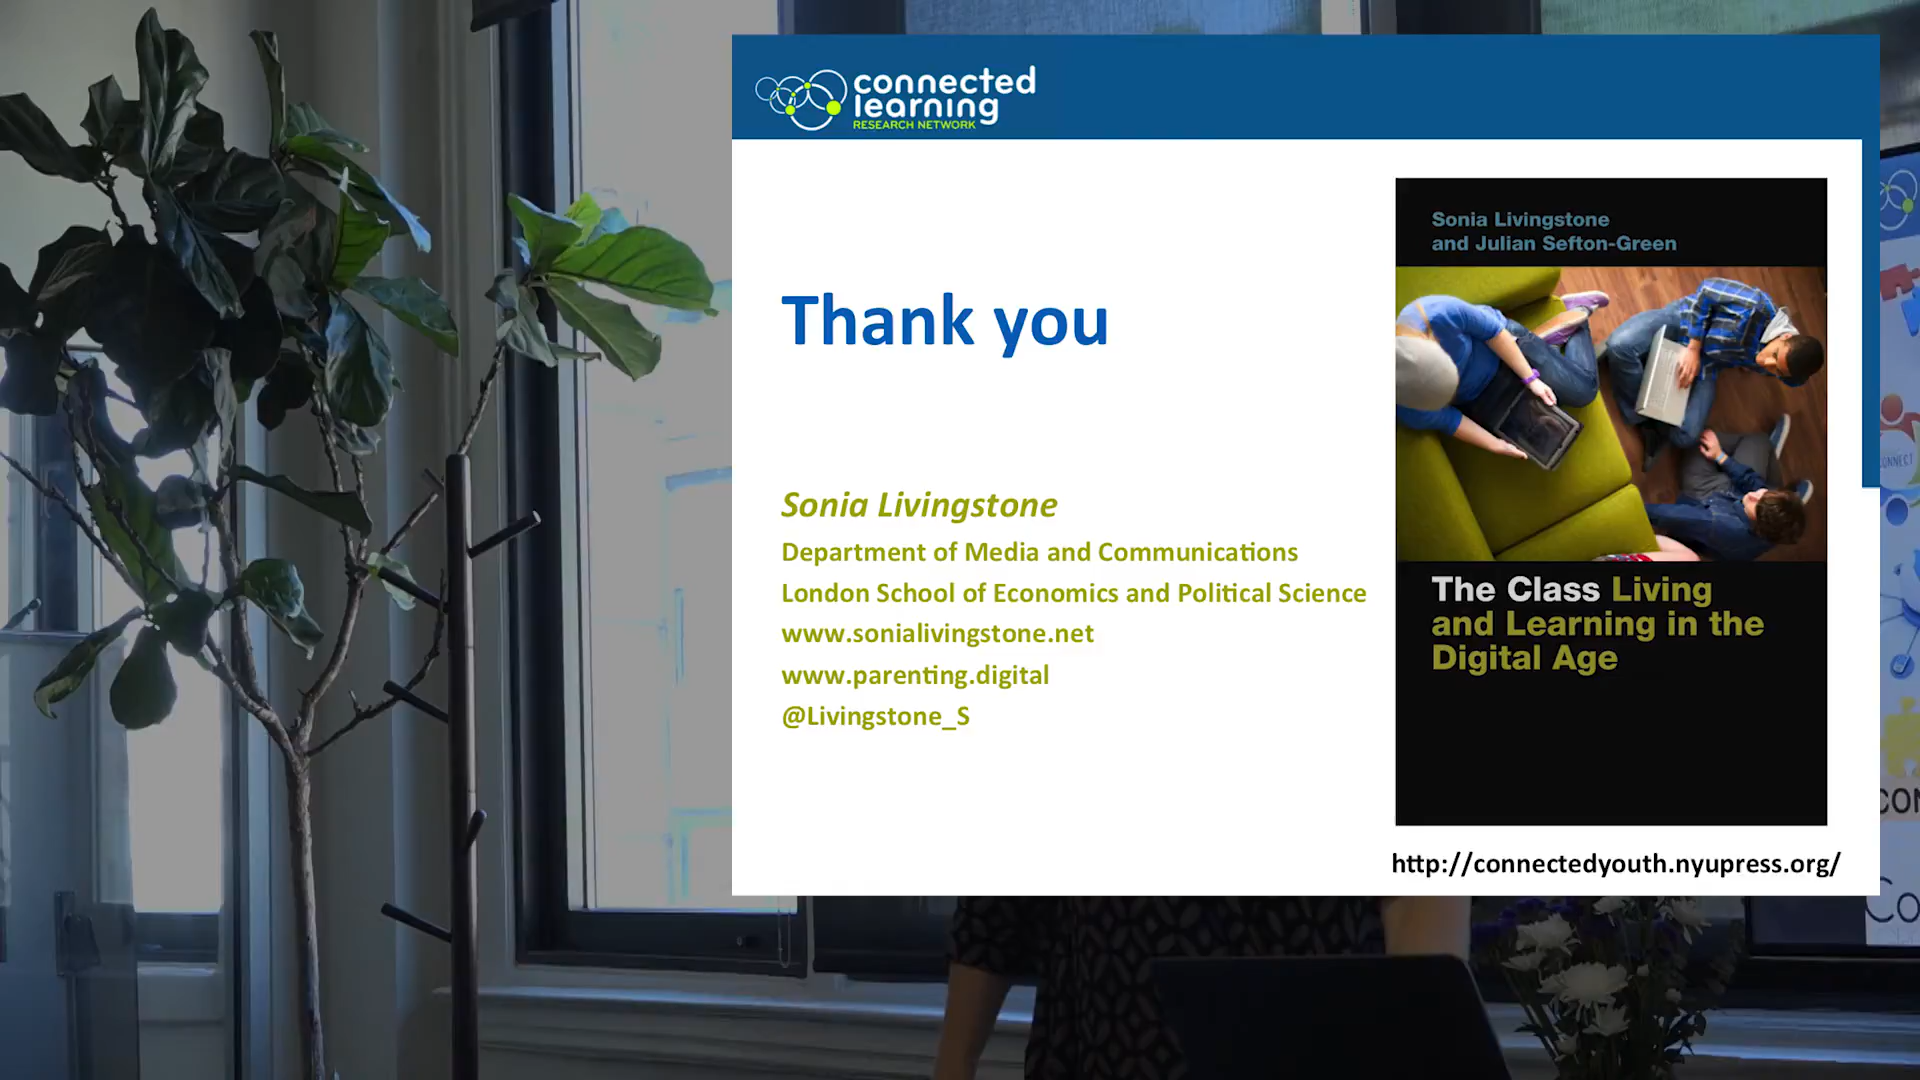 connected
learning
RESEARCH NETWORK
Thank you
Sonia Livingstone
Department of Media and Communications
London School of Economics and Political Science
www.sonialivingstone.net
www.parenting.digital
@Livingstone_S
Sonia Livingstone
and Julian Sefton-Green
The Class Living
and Learning in the
Digital Age
http://connectedyouth.nyupress.org/
CONNECT